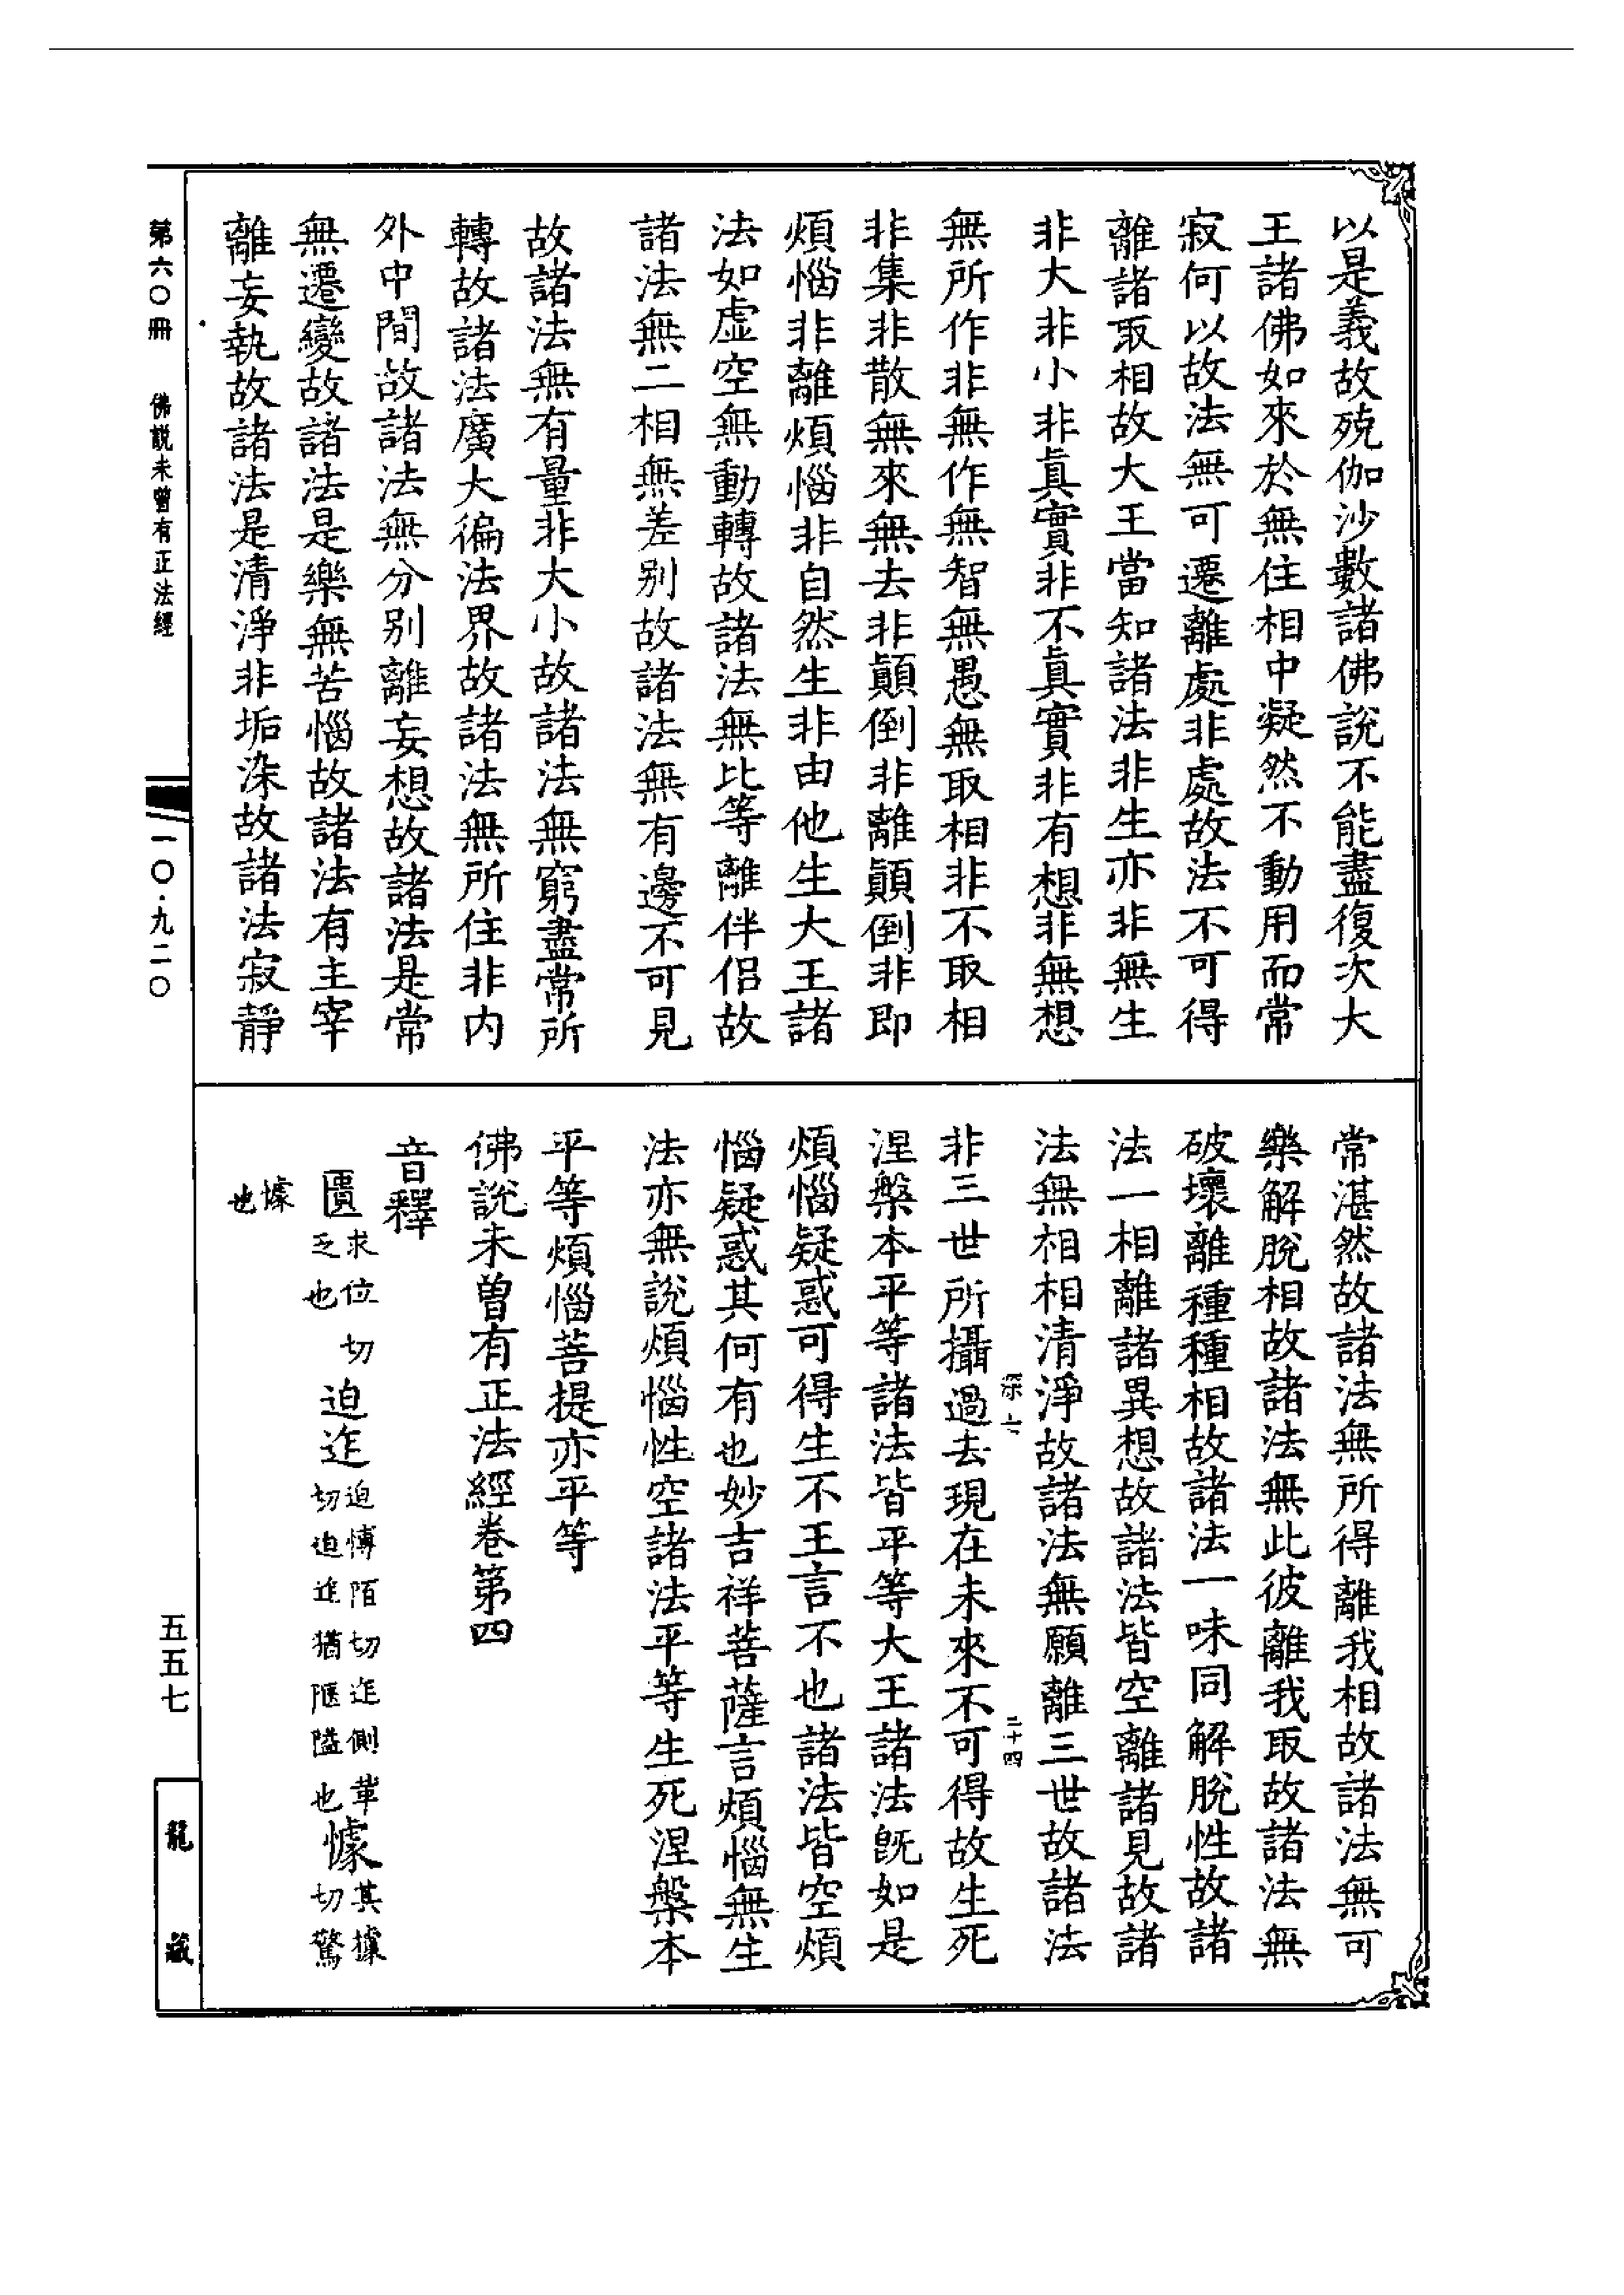 以是義故殑伽沙數諸佛說不能盡復次大
王諸佛如來於無住相中凝然不動用而常
寂何以故法無可遷離處非處故法不可得
離諸取相故大王當知諸法非生亦非無生
非大非小非眞實非不眞實非有想非無想
無所作非無作無智無愚無取相非不取相
非集非散無來無去非顚倒非離顚倒非即
煩惱非離煩惱非自然生非由他生大王諸
法如虛空無動轉故諸法無比等離伴侶故
諸法無二相無差別故諸法無有邊不可見
故諸法無有量非大小故諸法無窮盡常所
轉故諸法廣大徧法界故諸法無所住非内
外中間故諸法無分別離妄想故諸法是常
無遷變故諸法是樂無苦惱故諸法有主宰
離妄執故諸法是清淨非垢染故諸法寂靜
常湛然故諸法無所得離我相故諸法無可
樂解脫相故諸法無此彼離我取故諸法無
破壞離種種相故諸法一味同解脫性故諸
法一相離諸異想故諸法皆空離諸見故諸
法無相相清淨故諸法無願離三世故諸法
深六 二十四
非三世所攝過去現在未來不可得故生死
涅槃本平等諸法皆平等大王諸法旣如是
煩惱疑惑可得生不王言不也諸法皆空煩
惱疑惑其何有也妙吉祥菩薩言煩惱無生
法亦無說煩惱性空諸法平等生死涅槃本
平等煩惱菩提亦平等
佛說未曾有正法經卷第四
音釋
匱求位切乏也 迫迮迫博陌切迮側革切迫迮猶陿隘也 懅其據切驚
懅也
第六〇冊 佛説未曾有正法經
一〇·九二〇
五五七
龍藏